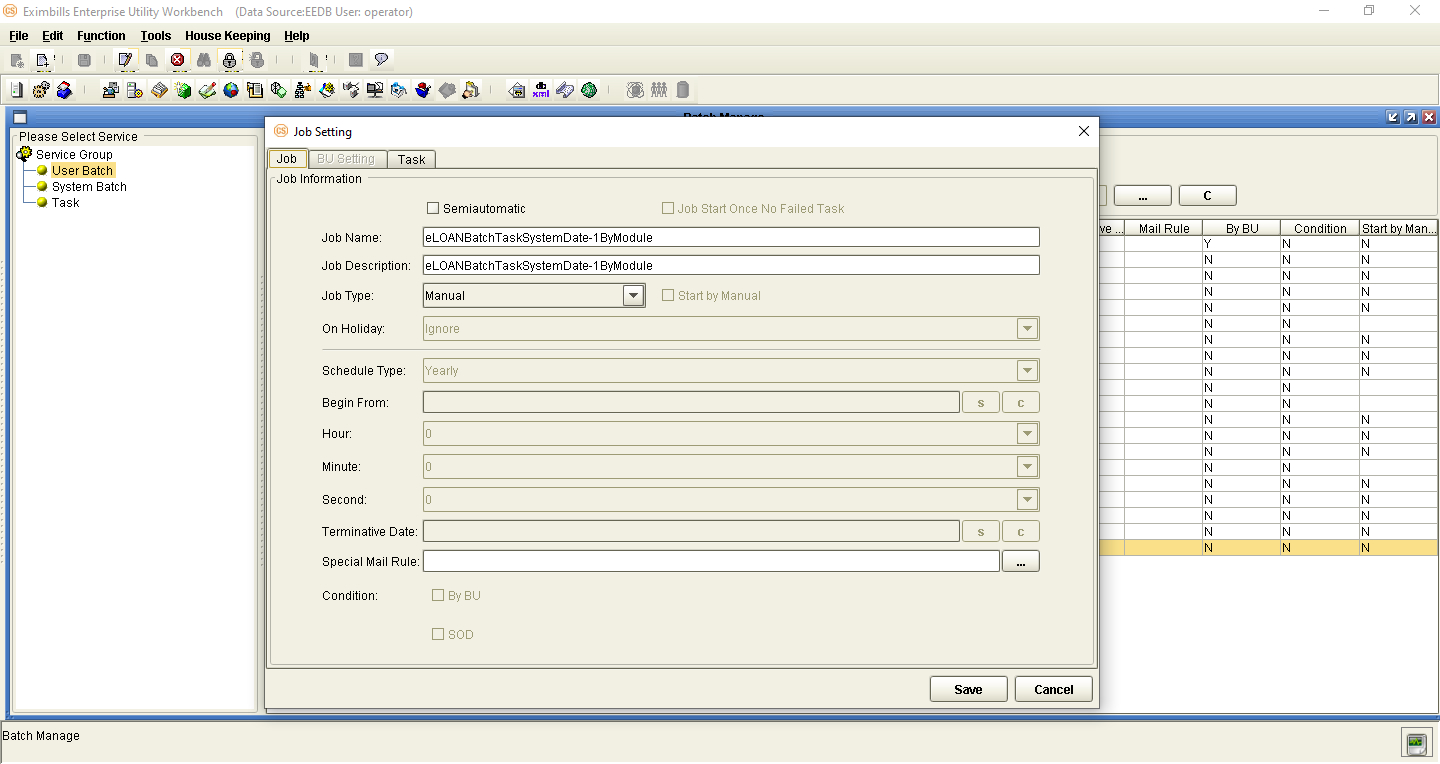 CS Eximbills Enterprise Utility Workbench (Data Source:EEDB User: operator)
File Edit Function Tools House Keeping Help
Please Select Service
Service Group
User Batch
System Batch
Task
CS Job Setting
Job BU Setting Task
Job Information
Semiautomatic Job Start Once No Failed Task
Job Name: eLOANBatchTaskSystemDate-1ByModule
Job Description: eLOANBatchTaskSystemDate-1ByModule
Job Type: Manual Start by Manual
On Holiday: Ignore
Schedule Type: Yearly
Begin From: s c
Hour: 0
Minute: 0
Second: 0
Terminative Date: s c
Special Mail Rule: ...
Condition: By BU
SOD
Save Cancel
... C
ve ... Mail Rule By BU Condition Start by Man...
Y N N
N N N
N N N
N N N
N N N
N N
N N N
N N N
N N N
N N
N N
N N N
N N N
N N N
N N
N N N
N N N
N N N
N N N
N N N
Batch Manage